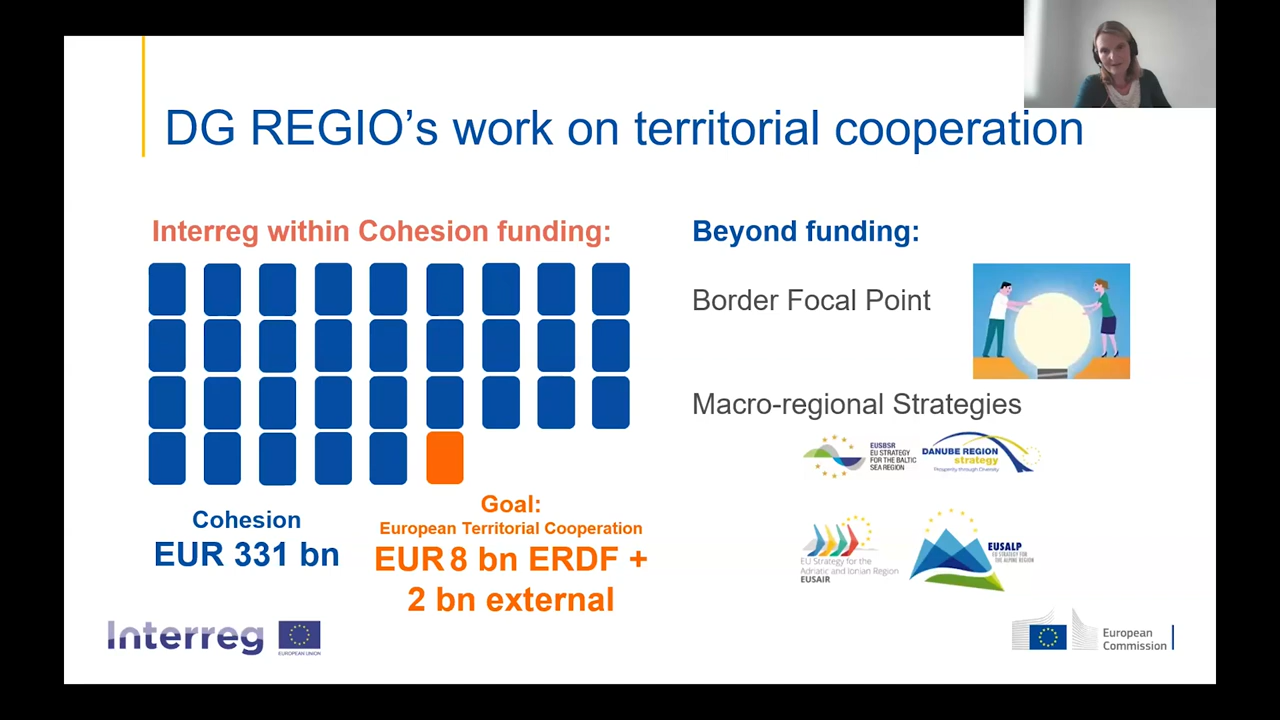 DG REGIO's work on territorial cooperation
Interreg within Cohesion funding:
Cohesion
EUR 331 bn
Goal:
European Territorial Cooperation
EUR 8 bn ERDF +
2 bn external
Beyond funding:
Border Focal Point
Macro-regional Strategies
EUSBSR
EU STRATEGY
FOR THE BALTIC
SEA REGION
DANUBE REGION
strategy
Prosperity through Diversity
EU Strategy for the
Adriatic and Ionian Region
EUSAIR
EUSALP
EU STRATEGY FOR
THE ALPINE REGION
Interreg
EUROPEAN UNION
European
Commission